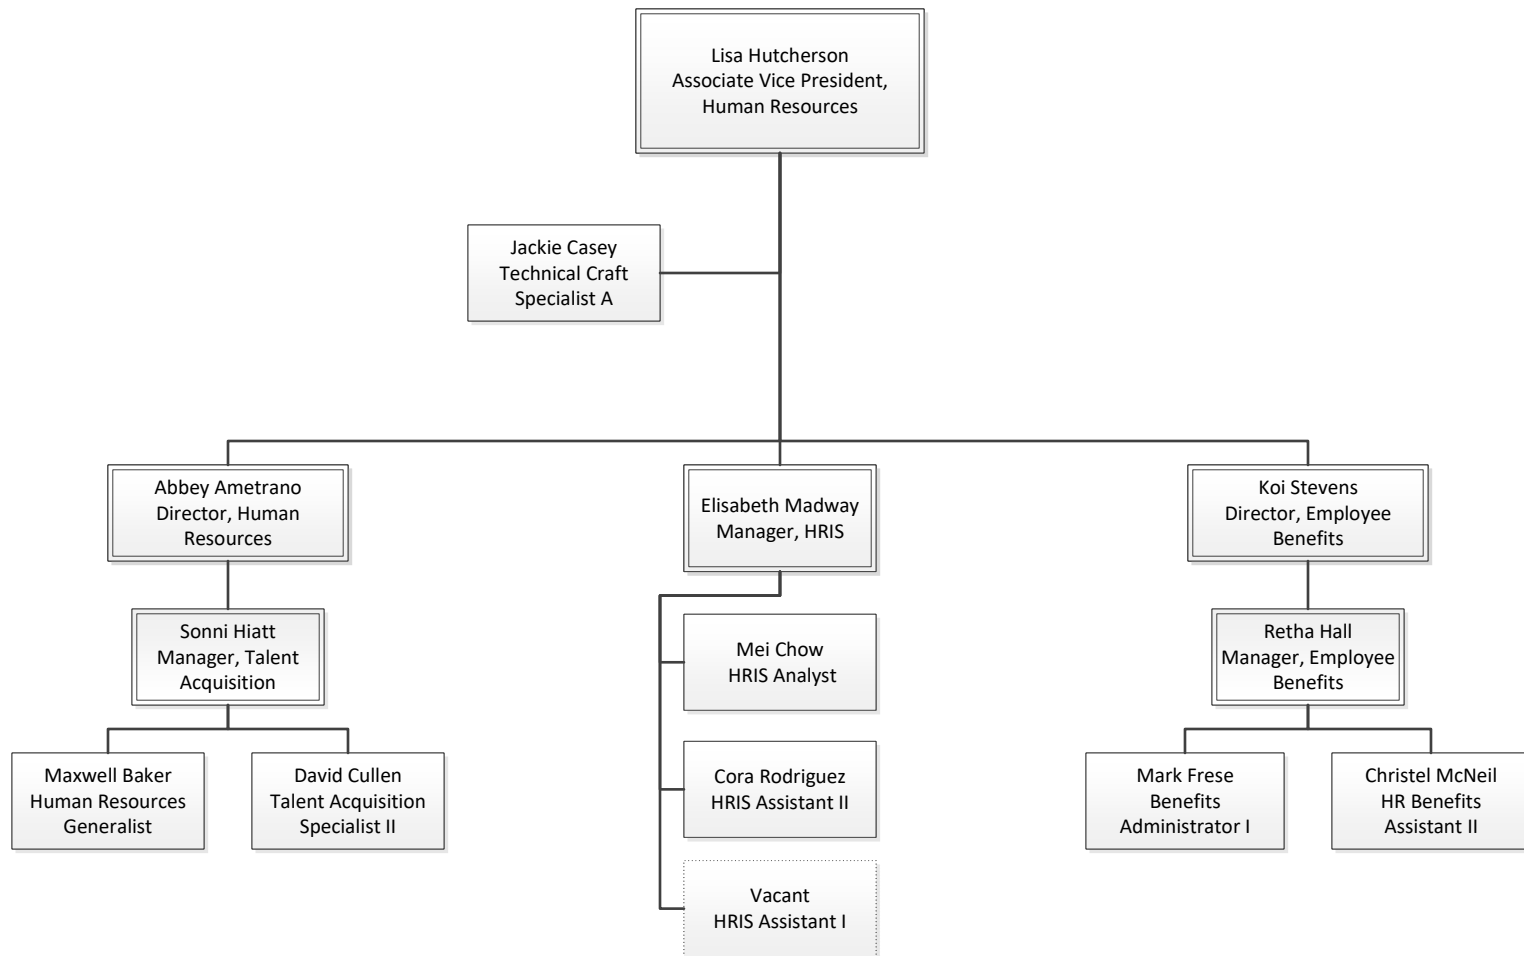 Lisa Hutcherson
Associate Vice President,
Human Resources
Jackie Casey
Technical Craft
Specialist A
Abbey Ametrano
Director, Human
Resources
Elisabeth Madway
Manager, HRIS
Koi Stevens
Director, Employee
Benefits
Sonni Hiatt
Manager, Talent
Acquisition
Mei Chow
HRIS Analyst
Retha Hall
Manager, Employee
Benefits
Maxwell Baker
Human Resources
Generalist
David Cullen
Talent Acquisition
Specialist II
Cora Rodriguez
HRIS Assistant II
Mark Frese
Benefits
Administrator I
Christel McNeil
HR Benefits
Assistant II
Vacant
HRIS Assistant I